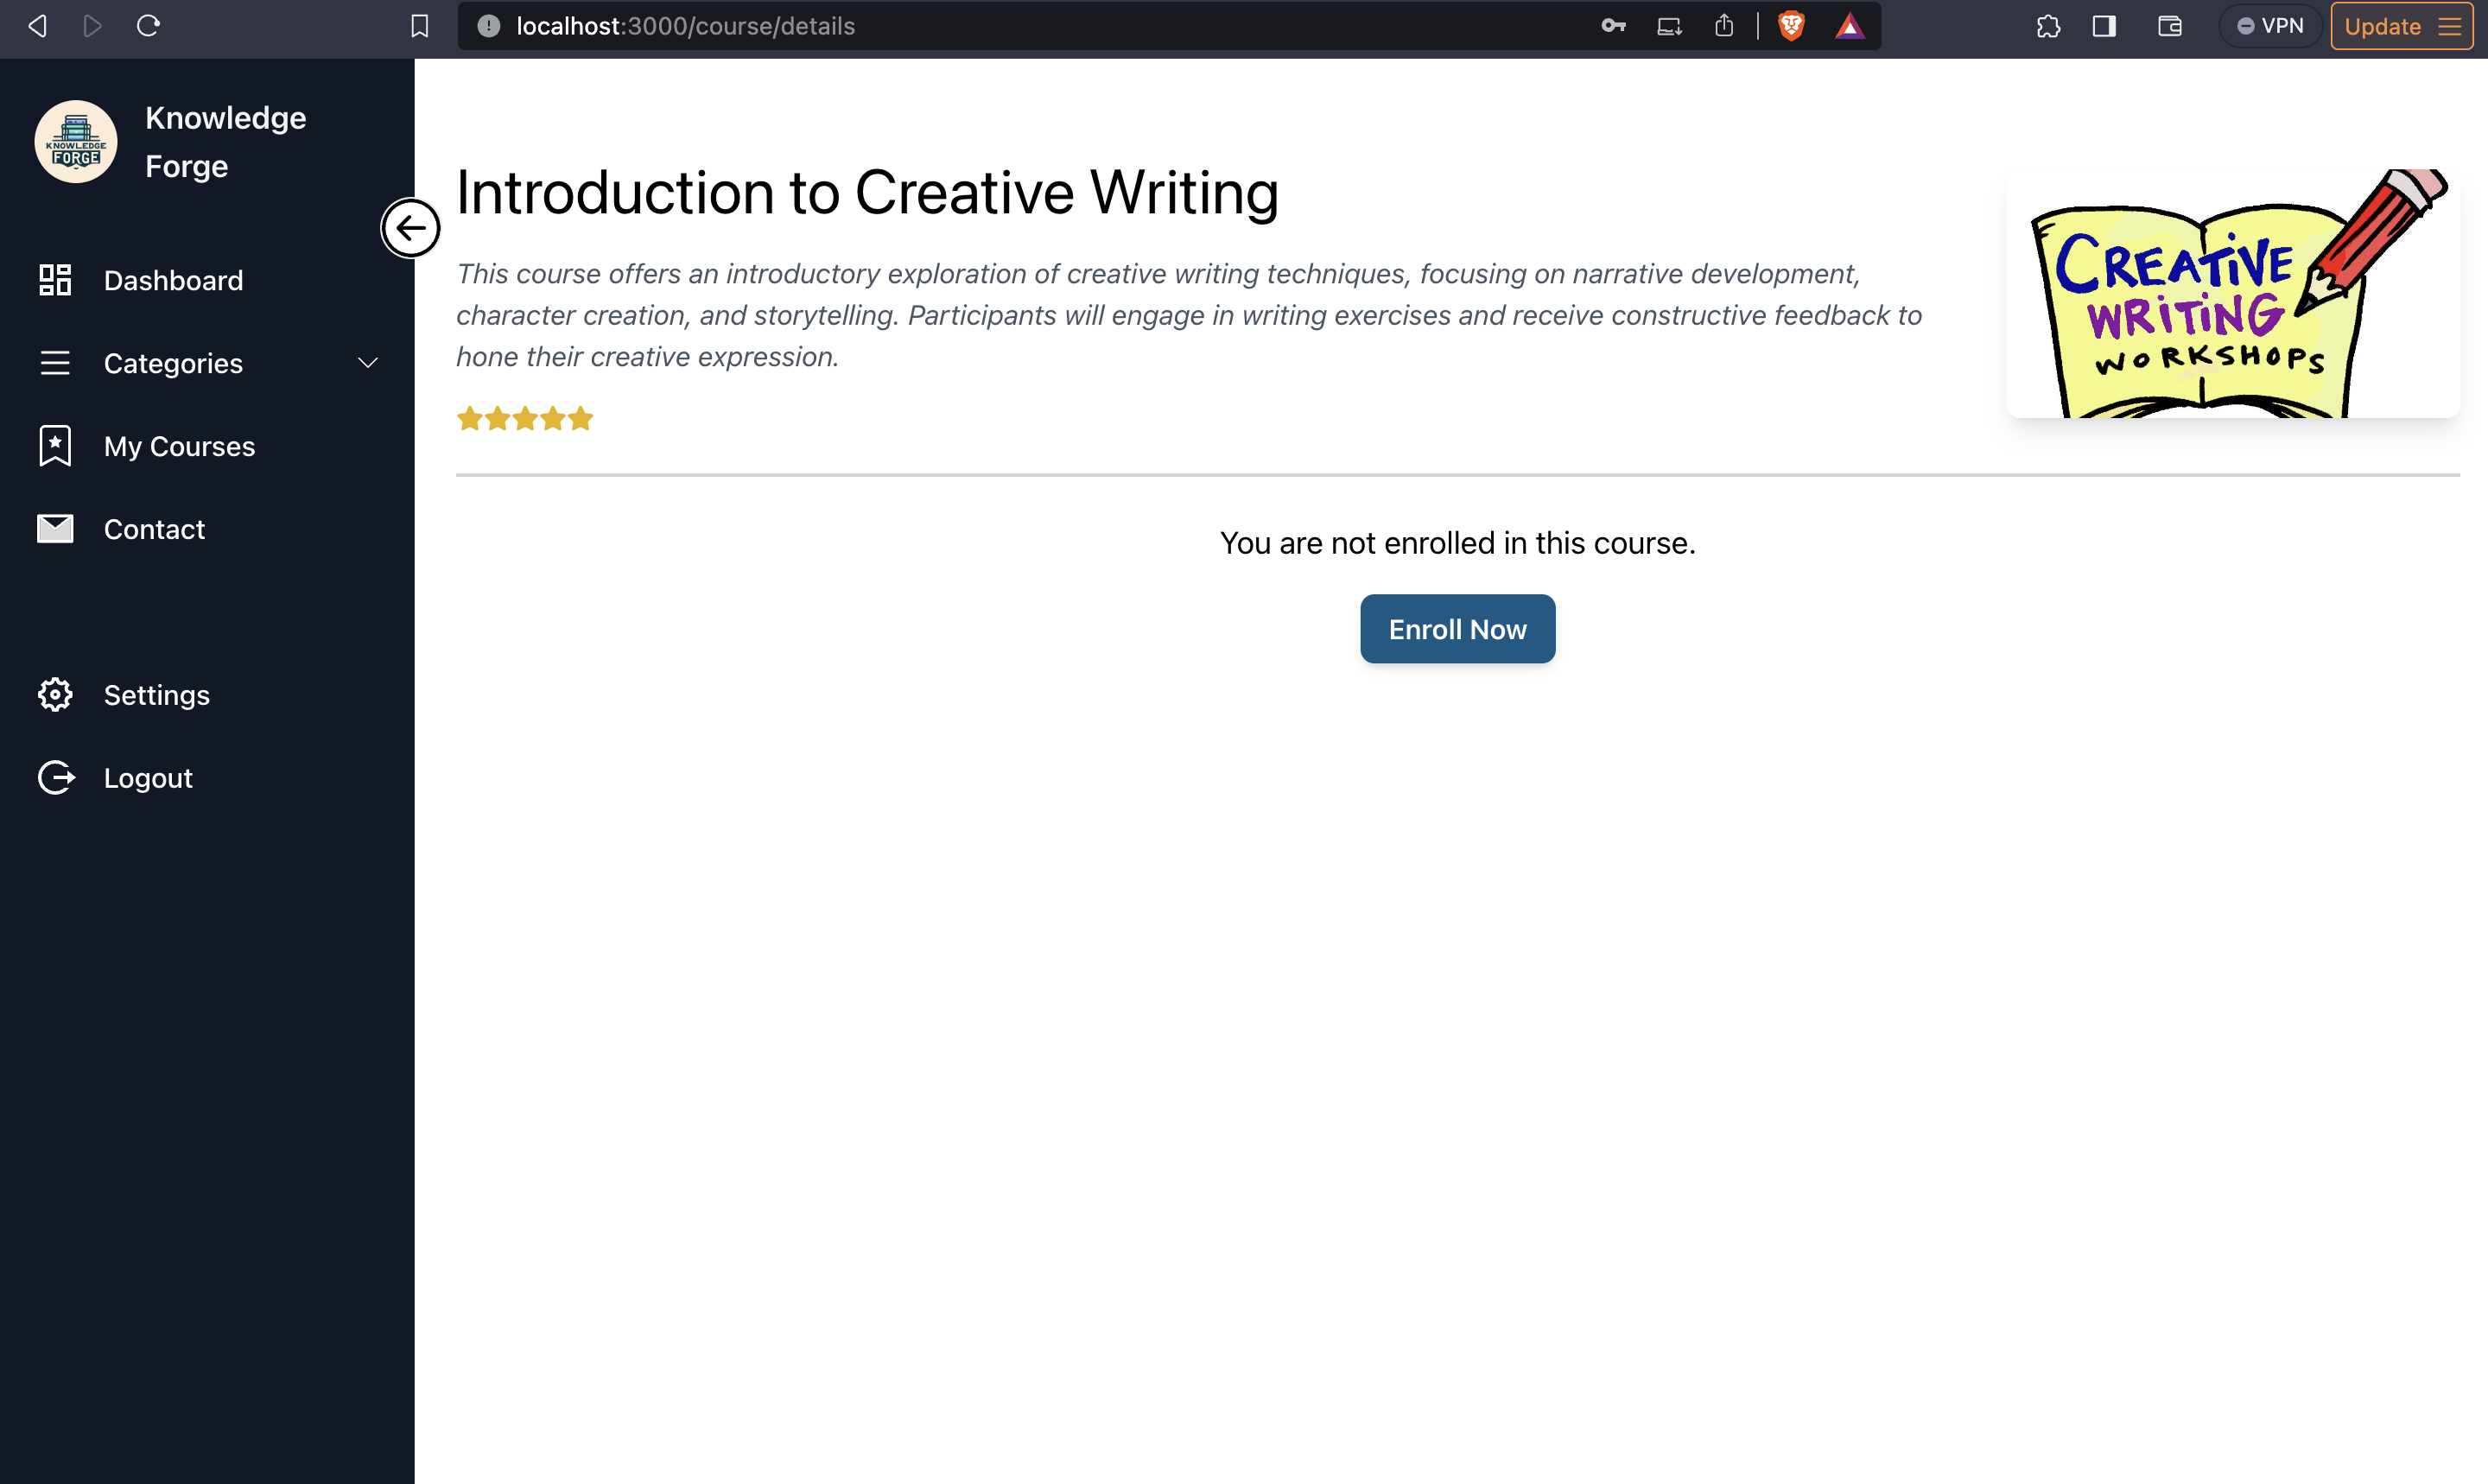 localhost:3000/course/details
VPN
Update
KNOWLEDGE
FORGE
Knowledge
Forge
Dashboard
Categories
My Courses
Contact
Settings
Logout
Introduction to Creative Writing
This course offers an introductory exploration of creative writing techniques, focusing on narrative development,
character creation, and storytelling. Participants will engage in writing exercises and receive constructive feedback to
hone their creative expression.
CREATiVE
WRiTiNG
WORKSHOPS
You are not enrolled in this course.
Enroll Now